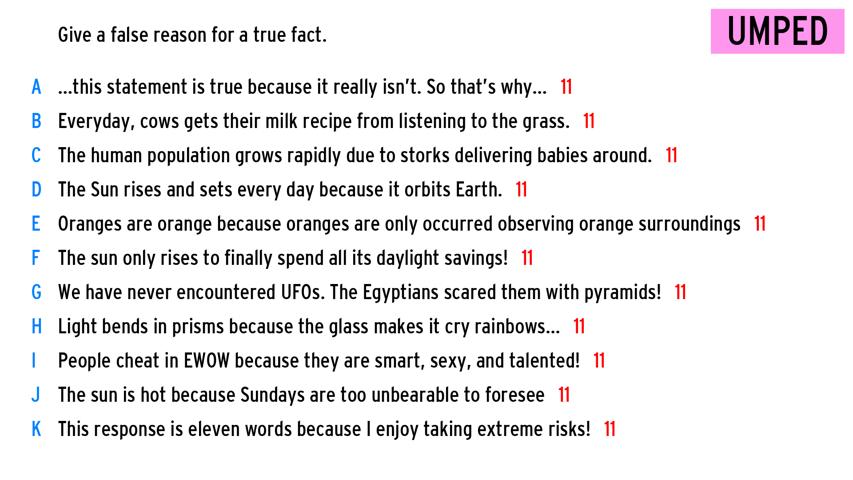 Give a false reason for a true fact.
UMPED
A ...this statement is true because it really isn't. So that's why... 11
B Everyday, cows gets their milk recipe from listening to the grass. 11
C The human population grows rapidly due to storks delivering babies around. 11
D The Sun rises and sets every day because it orbits Earth. 11
E Oranges are orange because oranges are only occurred observing orange surroundings 11
F The sun only rises to finally spend all its daylight savings! 11
G We have never encountered UFOs. The Egyptians scared them with pyramids! 11
H Light bends in prisms because the glass makes it cry rainbows... 11
I People cheat in EWOW because they are smart, sexy, and talented! 11
J The sun is hot because Sundays are too unbearable to foresee 11
K This response is eleven words because I enjoy taking extreme risks! 11